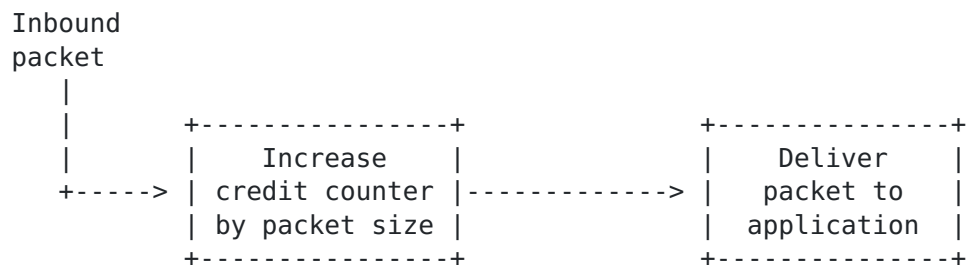 Inbound
packet
Increase
credit counter
by packet size
Deliver
packet to
application